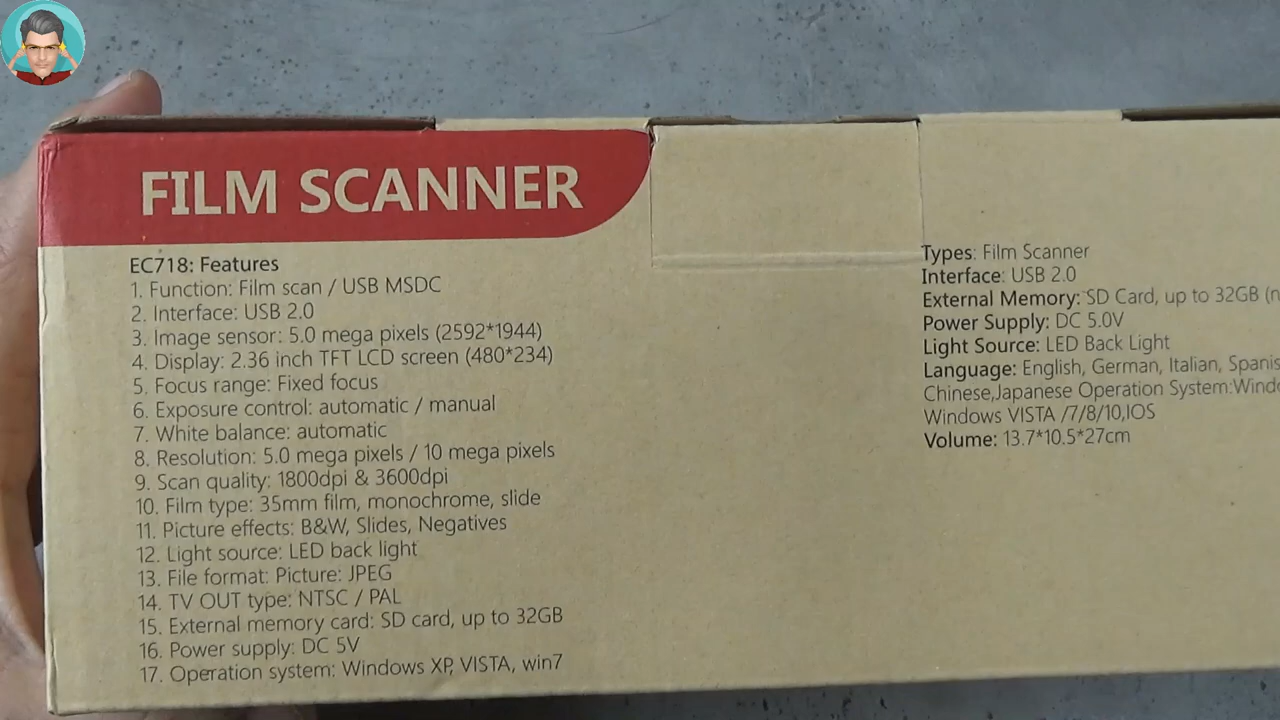 FILM SCANNER
EC718: Features
1. Function: Film scan / USB MSDC
2. Interface: USB 2.0
3. Image sensor: 5.0 mega pixels (2592*1944)
4. Display: 2.36 inch TFT LCD screen (480*234)
5. Focus range: Fixed focus
6. Exposure control: automatic / manual
7. White balance: automatic
8. Resolution: 5.0 mega pixels / 10 mega pixels
9. Scan quality: 1800dpi & 3600dpi
10. Film type: 35mm film, monochrome, slide
11. Picture effects: B&W, Slides, Negatives
12. Light source: LED back light
13. File format: Picture: JPEG
14. TV OUT type: NTSC / PAL
15. External memory card: SD card, up to 32GB
16. Power supply: DC 5V
17. Operation system: Windows XP, VISTA, win7
Types: Film Scanner
Interface: USB 2.0
External Memory: SD Card, up to 32GB
Power Supply: DC 5.0V
Light Source: LED Back Light
Language: English, German, Italian,
Chinese,Japanese Operation System:
Windows VISTA /7/8/10,IOS
Volume: 13.7*10.5*27cm